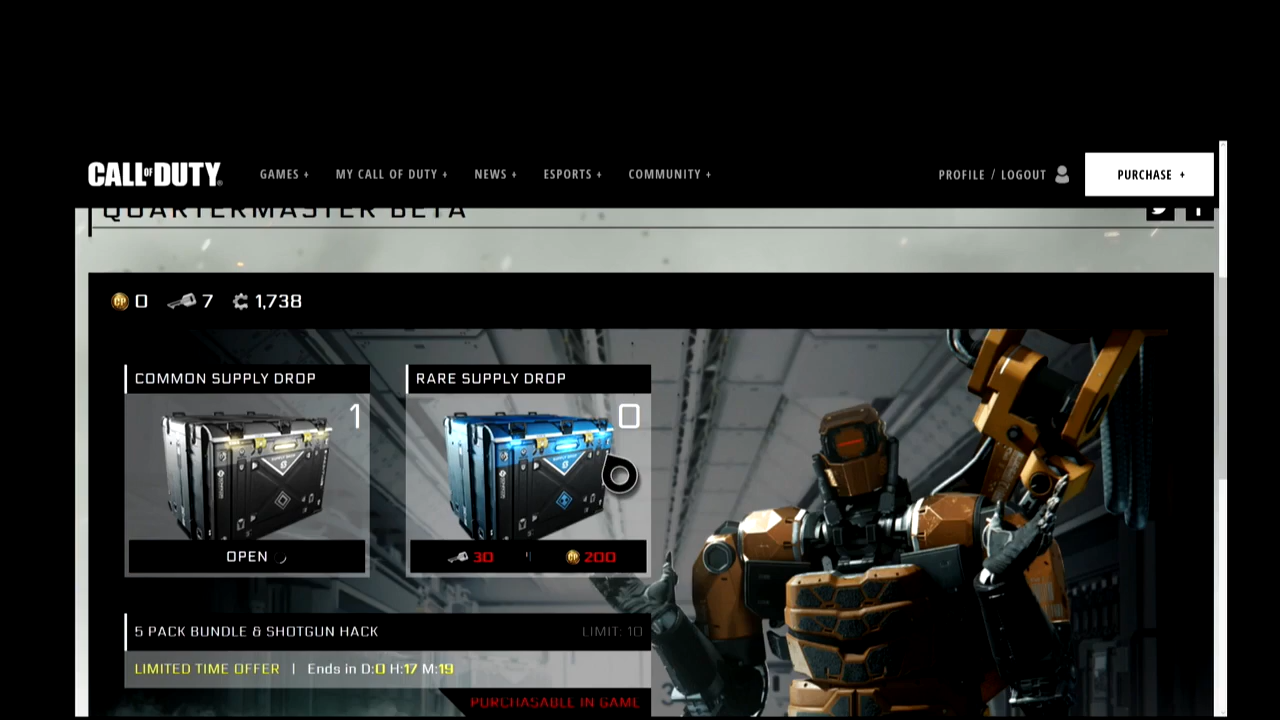 CALL OF DUTY
GAMES +
MY CALL OF DUTY +
NEWS +
ESPORTS +
COMMUNITY +
PROFILE / LOGOUT
PURCHASE +
QUARTERMASTER BETA
CP 0
7
1,738
COMMON SUPPLY DROP
1
OPEN
RARE SUPPLY DROP
0
30
CP 200
5 PACK BUNDLE & SHOTGUN HACK
LIMIT: 10
LIMITED TIME OFFER | Ends in D:0 H:17 M:19
PURCHASABLE IN GAME